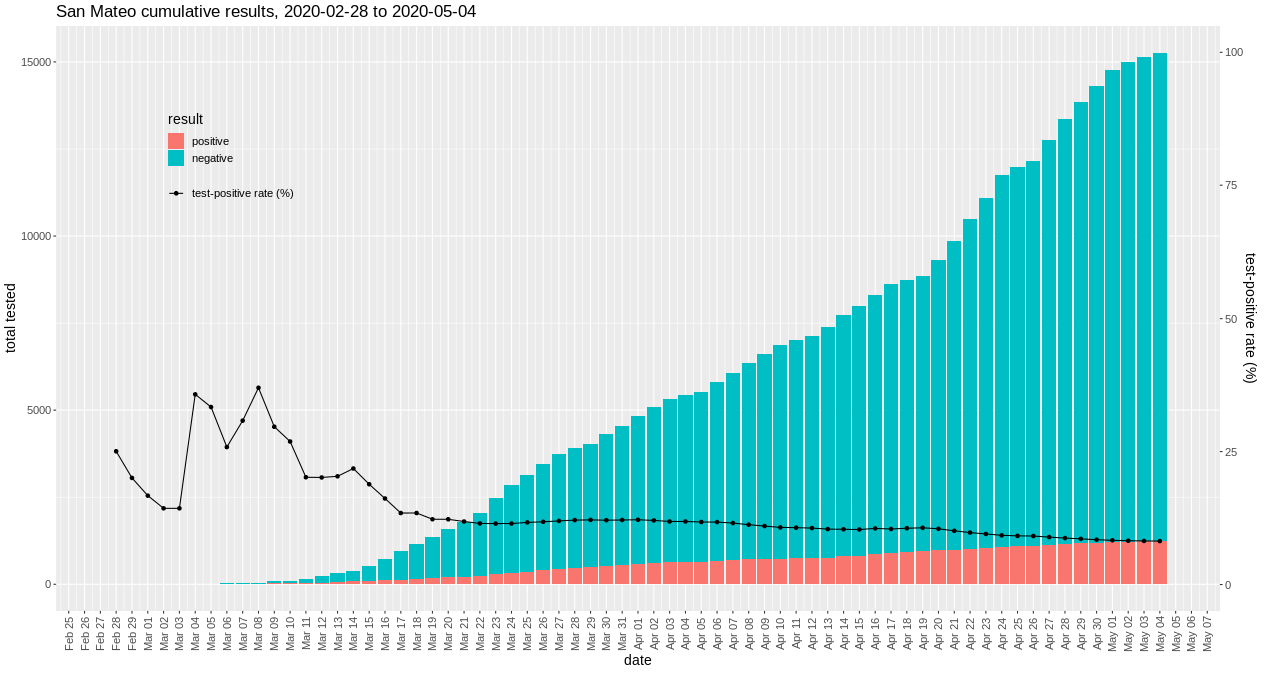 San Mateo cumulative results, 2020-02-28 to 2020-05-04
total tested
15000
10000
5000
0
result
positive
negative
test-positive rate (%)
100
75
50
25
0
test-positive rate (%)
Feb 25
Feb 26
Feb 27
Feb 28
Feb 29
Mar 01
Mar 02
Mar 03
Mar 04
Mar 05
Mar 06
Mar 07
Mar 08
Mar 09
Mar 10
Mar 11
Mar 12
Mar 13
Mar 14
Mar 15
Mar 16
Mar 17
Mar 18
Mar 19
Mar 20
Mar 21
Mar 22
Mar 23
Mar 24
Mar 25
Mar 26
Mar 27
Mar 28
Mar 29
Mar 30
Mar 31
Apr 01
Apr 02
Apr 03
Apr 04
Apr 05
Apr 06
Apr 07
Apr 08
Apr 09
Apr 10
Apr 11
Apr 12
Apr 13
Apr 14
Apr 15
Apr 16
Apr 17
Apr 18
Apr 19
Apr 20
Apr 21
Apr 22
Apr 23
Apr 24
Apr 25
Apr 26
Apr 27
Apr 28
Apr 29
Apr 30
May 01
May 02
May 03
May 04
May 05
May 06
May 07
date